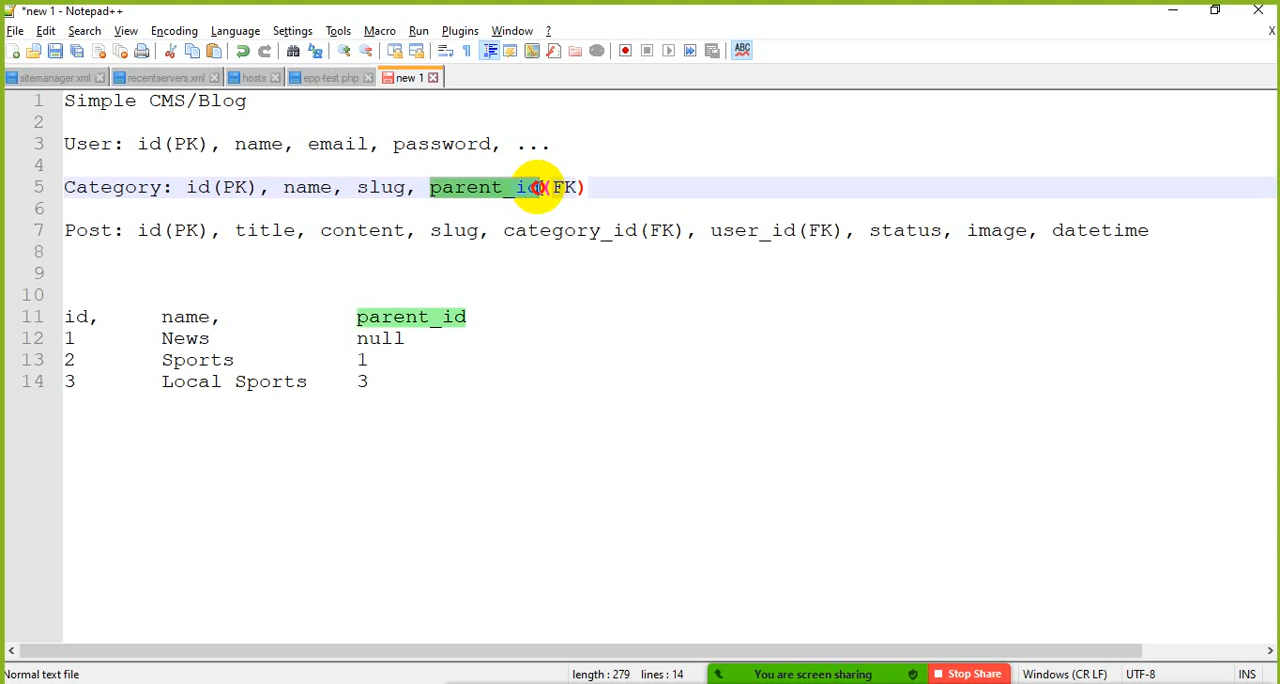 *new 1 - Notepad++
File Edit Search View Encoding Language Settings Tools Macro Run Plugins Window ? X
sitemanager.xml recentservers.xml hosts epp-test.php new 1
1 Simple CMS/Blog
2
3 User: id(PK), name, email, password, ...
4
5 Category: id(PK), name, slug, parent_id(FK)
6
7 Post: id(PK), title, content, slug, category_id(FK), user_id(FK), status, image, datetime
8
9
10
11 id, name, parent_id
12 1 News null
13 2 Sports 1
14 3 Local Sports 3
Normal text file length : 279 lines : 14 You are screen sharing Stop Share Windows (CR LF) UTF-8 INS